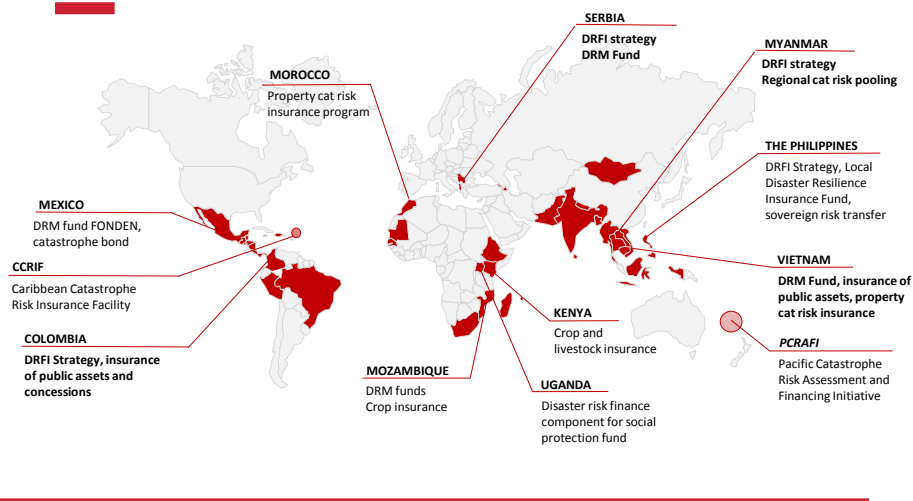 SERBIA
DRFI strategy
DRM Fund
MYANMAR
DRFI strategy
Regional cat risk pooling
MOROCCO
Property cat risk
insurance program
THE PHILIPPINES
DRFI Strategy, Local
Disaster Resilience
Insurance Fund,
sovereign risk transfer
MEXICO
DRM fund FONDEN,
catastrophe bond
CCRIF
Caribbean Catastrophe
Risk Insurance Facility
VIETNAM
DRM Fund, insurance of
public assets, property
cat risk insurance
COLOMBIA
DRFI Strategy, insurance
of public assets and
concessions
KENYA
Crop and
livestock insurance
PCRAFI
Pacific Catastrophe
Risk Assessment and
Financing Initiative
MOZAMBIQUE
DRM funds
Crop insurance
UGANDA
Disaster risk finance
component for social
protection fund